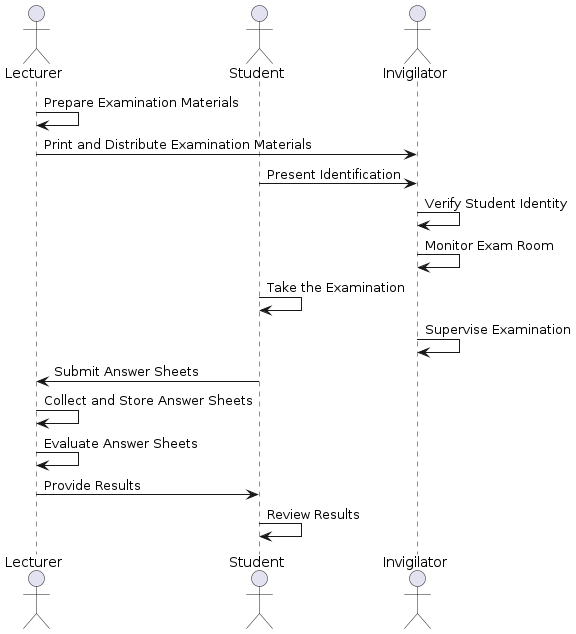 Lecturer
Student
Invigilator
Prepare Examination Materials
Print and Distribute Examination Materials
Present Identification
Verify Student Identity
Monitor Exam Room
Take the Examination
Supervise Examination
Submit Answer Sheets
Collect and Store Answer Sheets
Evaluate Answer Sheets
Provide Results
Review Results
Lecturer
Student
Invigilator